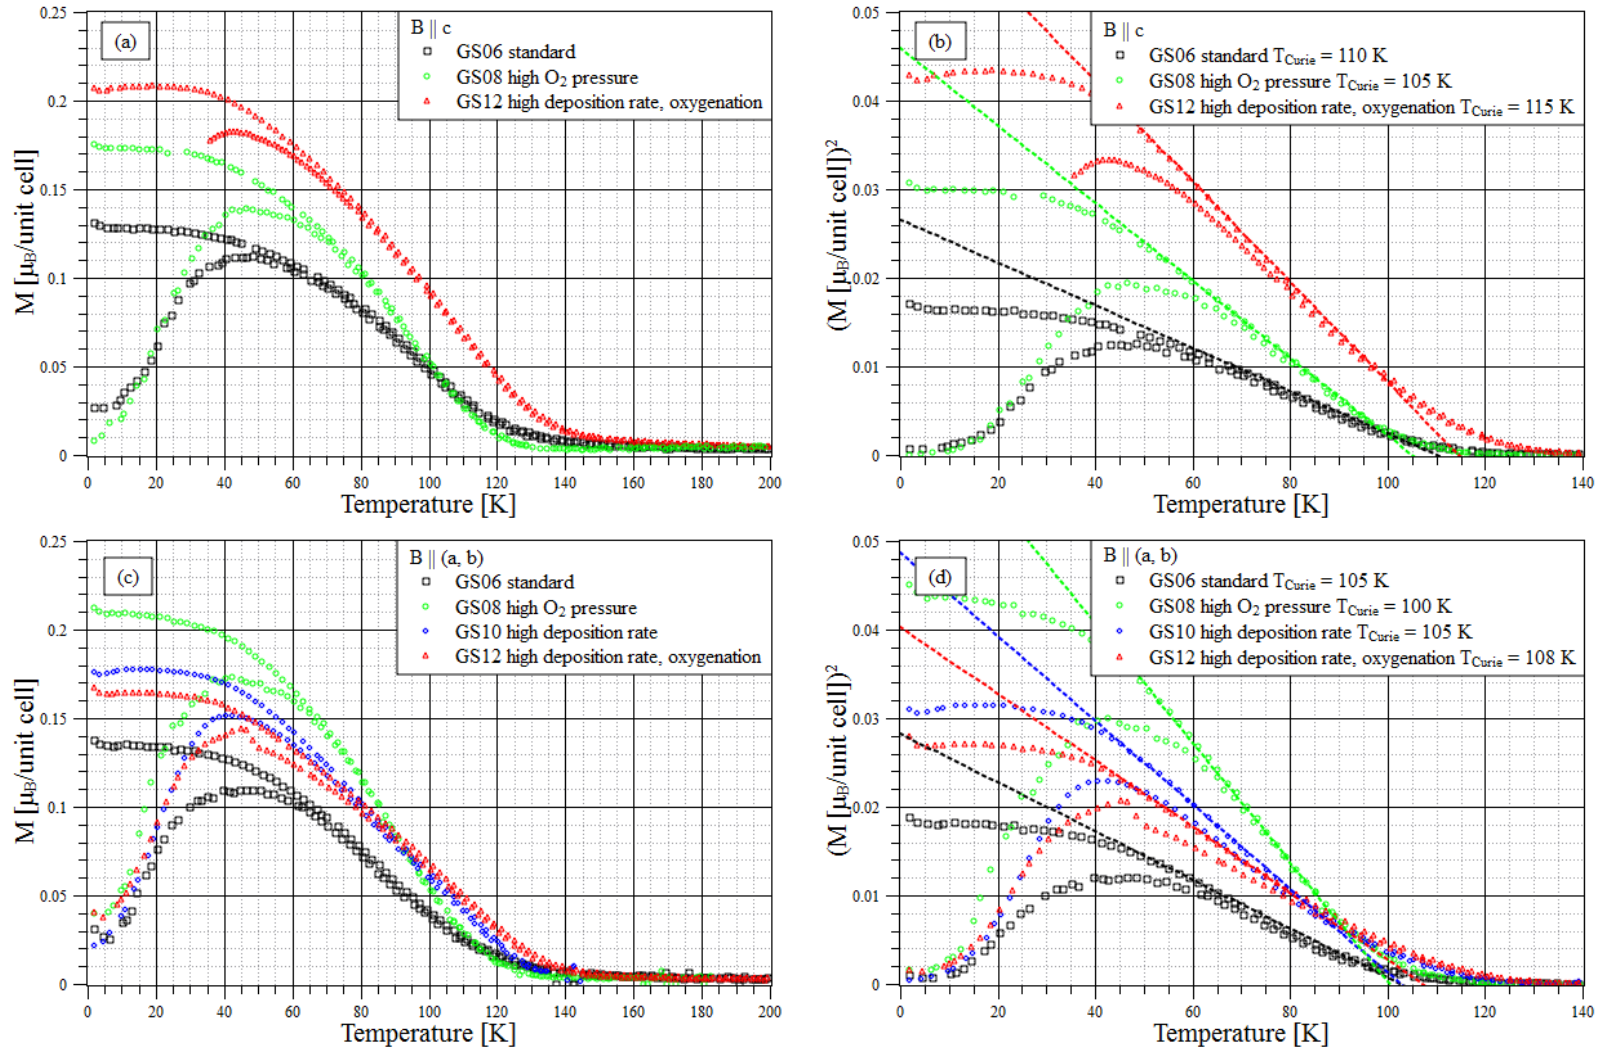 (a)
B || c
GS06 standard
GS08 high O₂ pressure
GS12 high deposition rate, oxygenation
M [μB/unit cell]
0.25
0.2
0.15
0.1
0.05
0
0 20 40 60 80 100 120 140 160 180 200
Temperature [K]
(b)
B || c
GS06 standard T_Curie = 110 K
GS08 high O₂ pressure T_Curie = 105 K
GS12 high deposition rate, oxygenation T_Curie = 115 K
(M [μB/unit cell])²
0.05
0.04
0.03
0.02
0.01
0
0 20 40 60 80 100 120 140
Temperature [K]
(c)
B || (a, b)
GS06 standard
GS08 high O₂ pressure
GS10 high deposition rate
GS12 high deposition rate, oxygenation
M [μB/unit cell]
0.25
0.2
0.15
0.1
0.05
0
0 20 40 60 80 100 120 140 160 180 200
Temperature [K]
(d)
B || (a, b)
GS06 standard T_Curie = 105 K
GS08 high O₂ pressure T_Curie = 100 K
GS10 high deposition rate T_Curie = 105 K
GS12 high deposition rate, oxygenation T_Curie = 108 K
(M [μB/unit cell])²
0.05
0.04
0.03
0.02
0.01
0
0 20 40 60 80 100 120 140
Temperature [K]